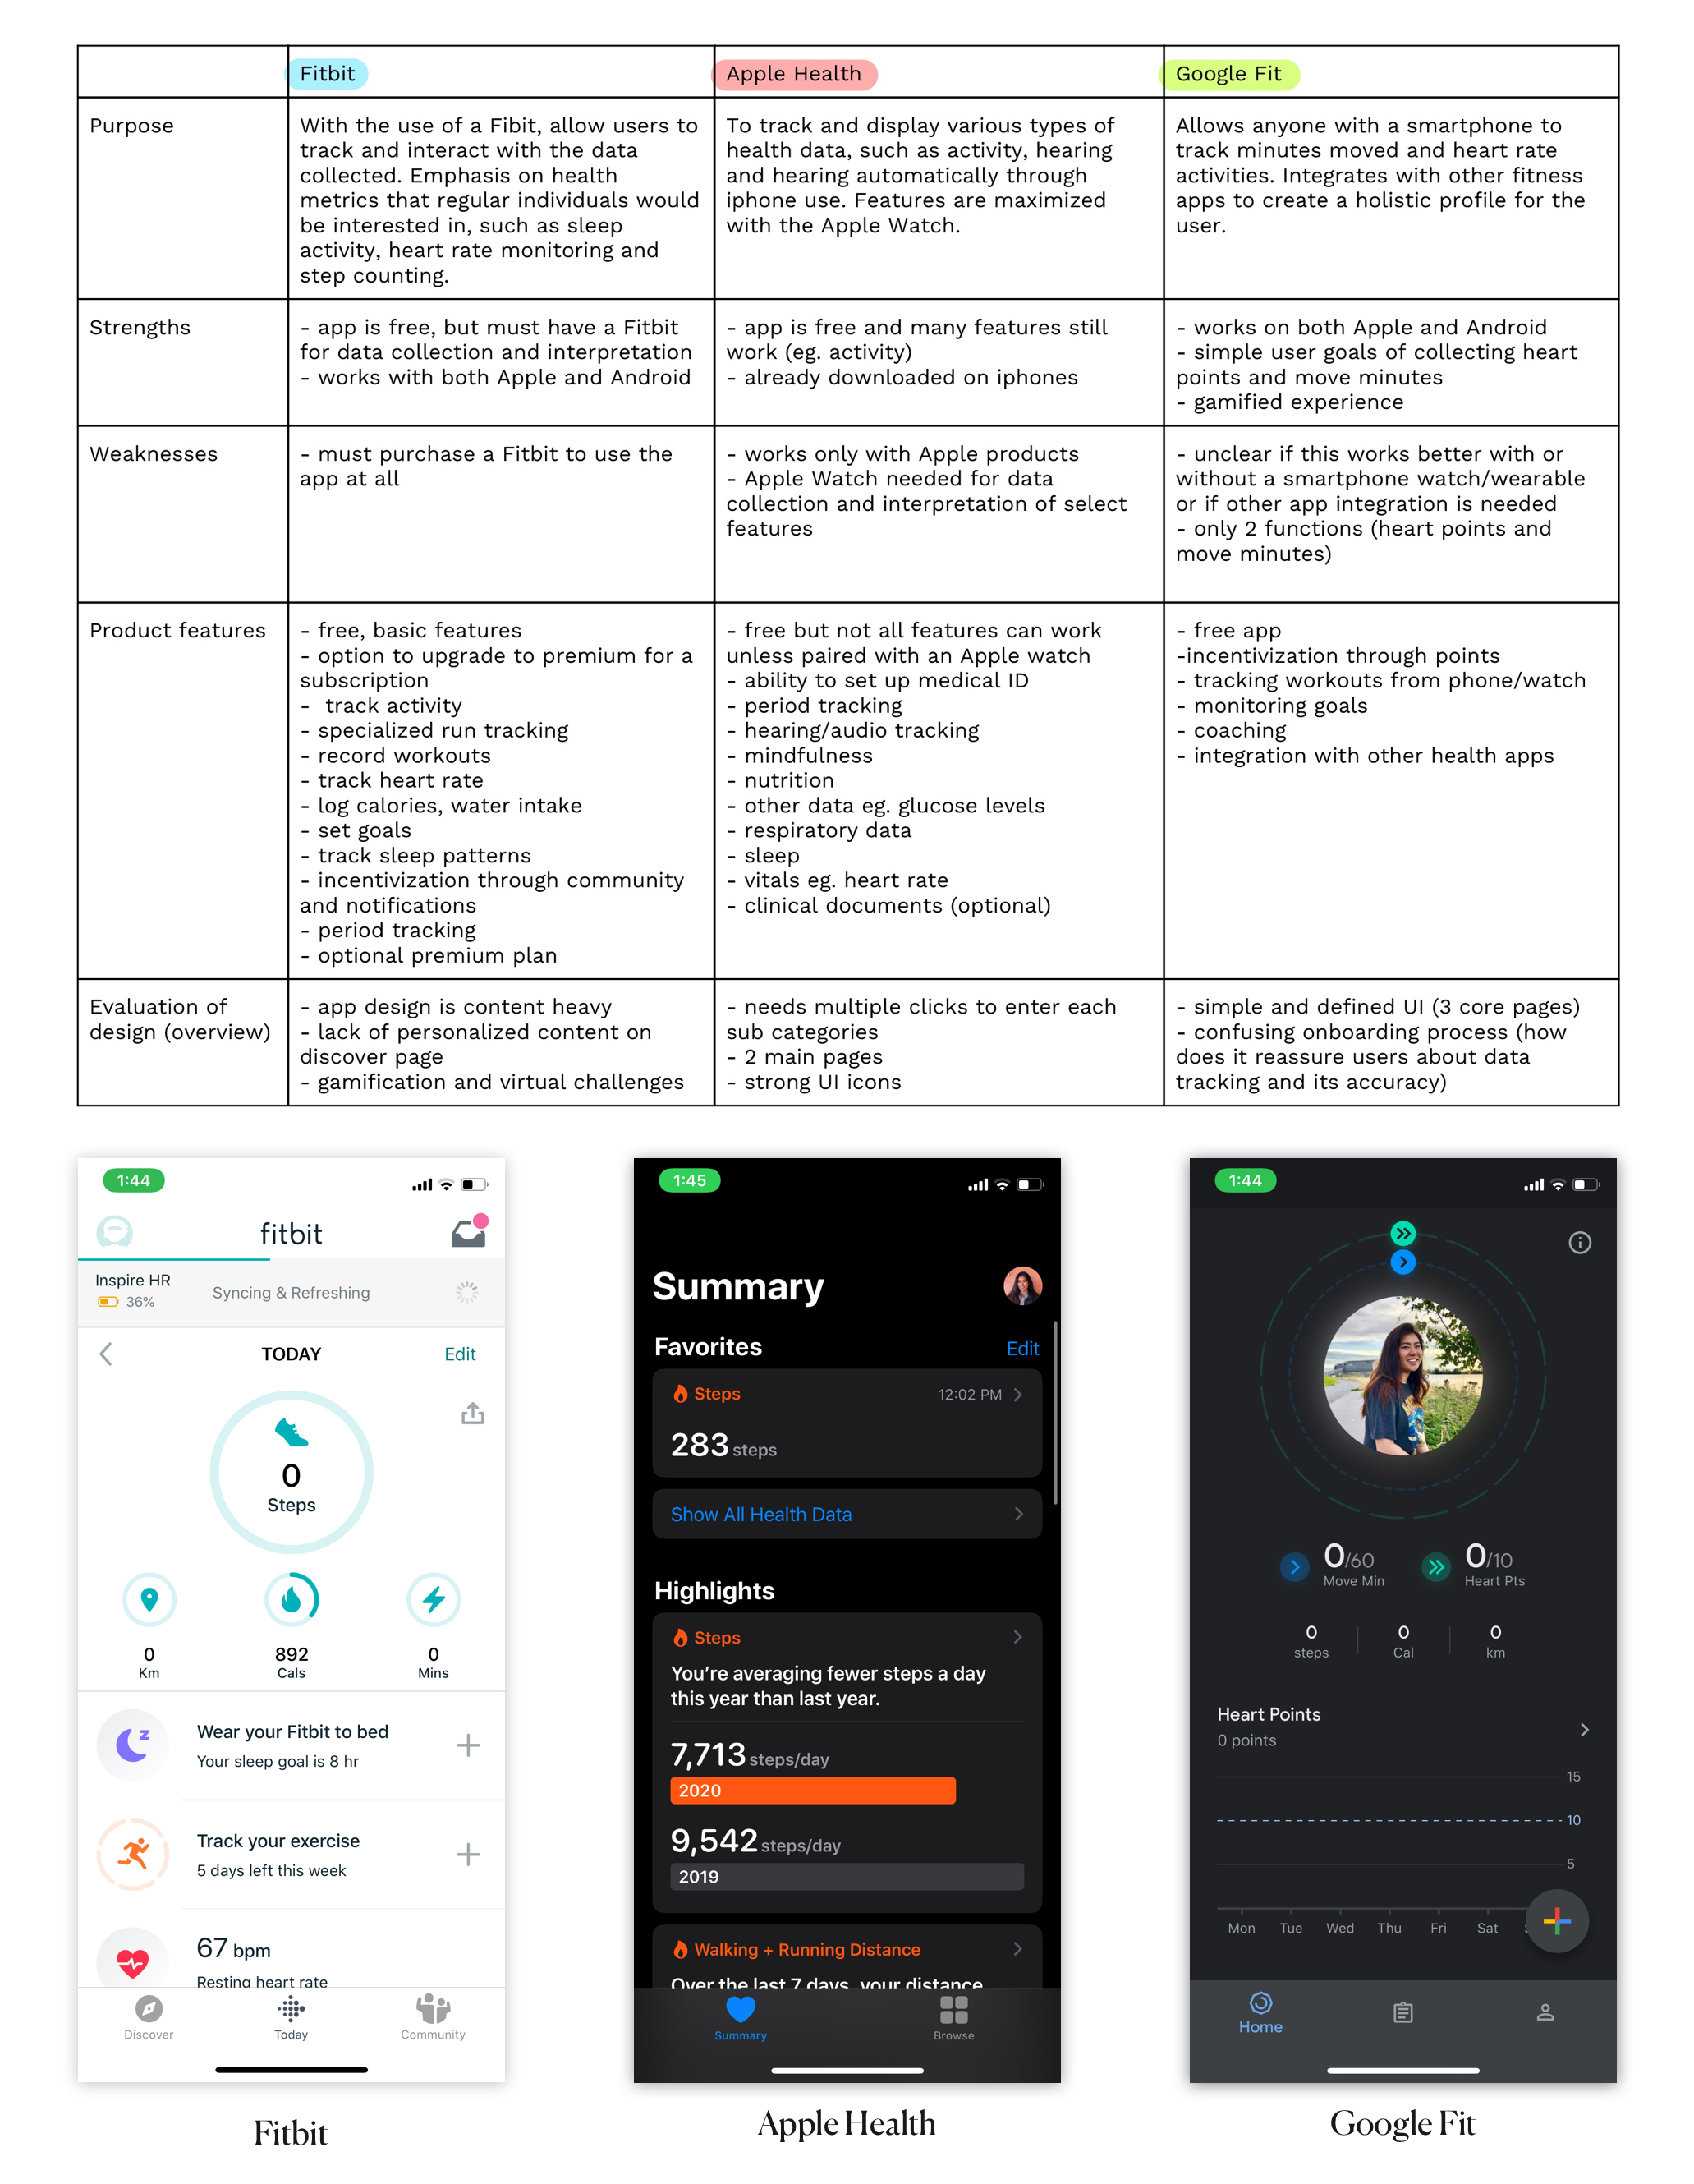 Fitbit
Apple Health
Google Fit
Purpose
With the use of a Fibit, allow users to
track and interact with the data
collected. Emphasis on health
metrics that regular individuals would
be interested in, such as sleep
activity, heart rate monitoring and
step counting.
To track and display various types of
health data, such as activity, hearing
and hearing automatically through
iphone use. Features are maximized
with the Apple Watch.
Allows anyone with a smartphone to
track minutes moved and heart rate
activities. Integrates with other fitness
apps to create a holistic profile for the
user.
Strengths
- app is free, but must have a Fitbit
for data collection and interpretation
- works with both Apple and Android
- app is free and many features still
work (eg. activity)
- already downloaded on iphones
- works on both Apple and Android
- simple user goals of collecting heart
points and move minutes
- gamified experience
Weaknesses
- must purchase a Fitbit to use the
app at all
- works only with Apple products
- Apple Watch needed for data
collection and interpretation of select
features
- unclear if this works better with or
without a smartphone watch/wearable
or if other app integration is needed
- only 2 functions (heart points and
move minutes)
Product features
- free, basic features
- option to upgrade to premium for a
subscription
- track activity
- specialized run tracking
- record workouts
- track heart rate
- log calories, water intake
- set goals
- track sleep patterns
- incentivization through community
and notifications
- period tracking
- optional premium plan
- free but not all features can work
unless paired with an Apple watch
- ability to set up medical ID
- period tracking
- hearing/audio tracking
- mindfulness
- nutrition
- other data eg. glucose levels
- respiratory data
- sleep
- vitals eg. heart rate
- clinical documents (optional)
- free app
-incentivization through points
- tracking workouts from phone/watch
- monitoring goals
- coaching
- integration with other health apps
Evaluation of
design (overview)
- app design is content heavy
- lack of personalized content on
discover page
- gamification and virtual challenges
- needs multiple clicks to enter each
sub categories
- 2 main pages
- strong UI icons
- simple and defined UI (3 core pages)
- confusing onboarding process (how
does it reassure users about data
tracking and its accuracy)
1:44
fitbit
Inspire HR
36%
Syncing & Refreshing
TODAY
Edit
0
Steps
0
Km
892
Cals
0
Mins
Wear your Fitbit to bed
Your sleep goal is 8 hr
Track your exercise
5 days left this week
67 bpm
Resting heart rate
Discover
Today
Community
Fitbit
1:45
Summary
Favorites
Edit
Steps
12:02 PM
283 steps
Show All Health Data
Highlights
Steps
You're averaging fewer steps a day
this year than last year.
7,713 steps/day
2020
9,542 steps/day
2019
Walking + Running Distance
Over the last 7 days, your distance
Summary
Browse
Apple Health
1:44
0/60
Move Min
0/10
Heart Pts
0
steps
0
Cal
0
km
Heart Points
0 points
15
10
5
Mon Tue Wed Thu Fri Sat
Home
Google Fit